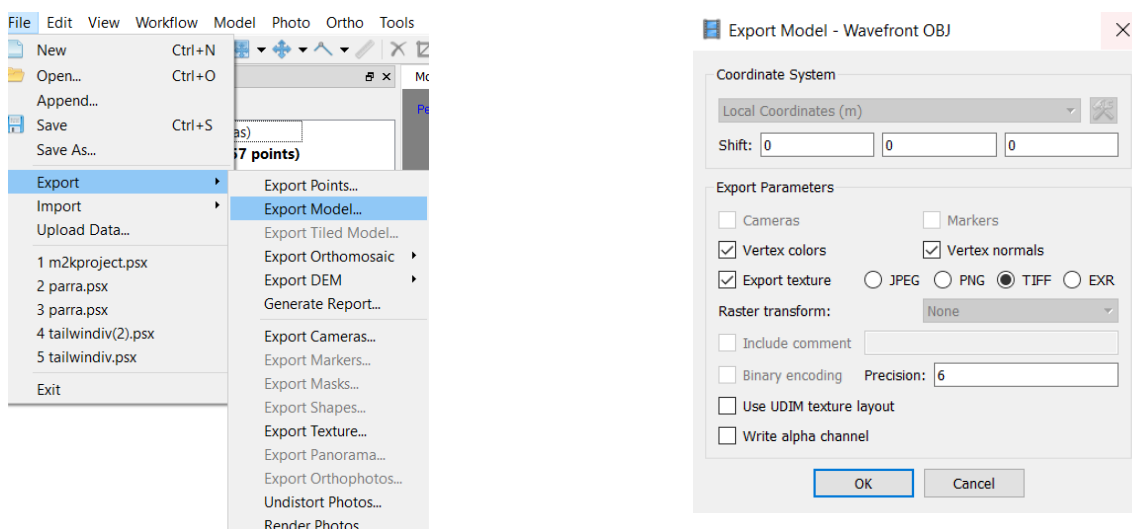 File Edit View Workflow Model Photo Ortho Tools
New Ctrl+N
Open... Ctrl+O
Append...
Save Ctrl+S
Save As...
Export
Import
Upload Data...
1 m2kproject.psx
2 parra.psx
3 parra.psx
4 tailwindiv(2).psx
5 tailwindiv.psx
Exit
as)
57 points)
Export Points...
Export Model...
Export Tiled Model...
Export Orthomosaic
Export DEM
Generate Report...
Export Cameras...
Export Markers...
Export Masks...
Export Shapes...
Export Texture...
Export Panorama...
Export Orthophotos...
Undistort Photos...
Render Photos
Export Model - Wavefront OBJ
Coordinate System
Local Coordinates (m)
Shift: 0 0 0
Export Parameters
Cameras Markers
Vertex colors Vertex normals
Export texture JPEG PNG TIFF EXR
Raster transform: None
Include comment
Binary encoding Precision: 6
Use UDIM texture layout
Write alpha channel
OK Cancel